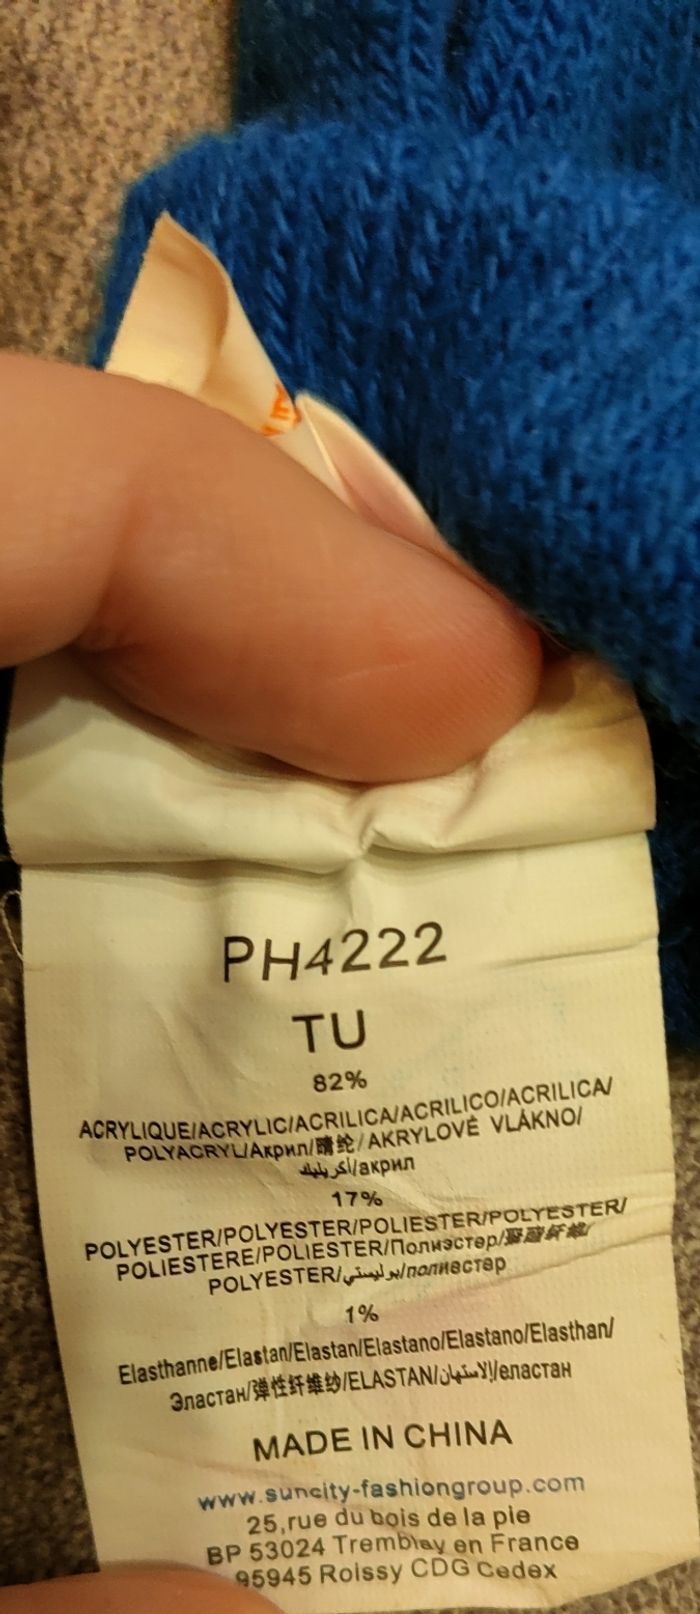 PH4222
TU
82%
ACRYLIQUE/ACRYLIC/ACRILICA/ACRILICO/ACRILICA/
POLYACRYL/Акрил/腈纶/AKRYLOVÉ VLÁKNO/
أكريليك/акрил
17%
POLYESTER/POLYESTER/POLIESTER/POLYESTER/
POLIESTERE/POLIESTER/Полиэстер/聚酯纤维/
POLYESTER/بوليستي/полиестер
1%
Elasthanne/Elastan/Elastan/Elastano/Elastano/Elasthan/
Эластан/弹性纤维纱/ELASTAN/الاستيهان/еластан
MADE IN CHINA
www.suncity-fashiongroup.com
25,rue du bois de la pie
BP 53024 Tremblay en France
95945 Roissy CDG Cedex